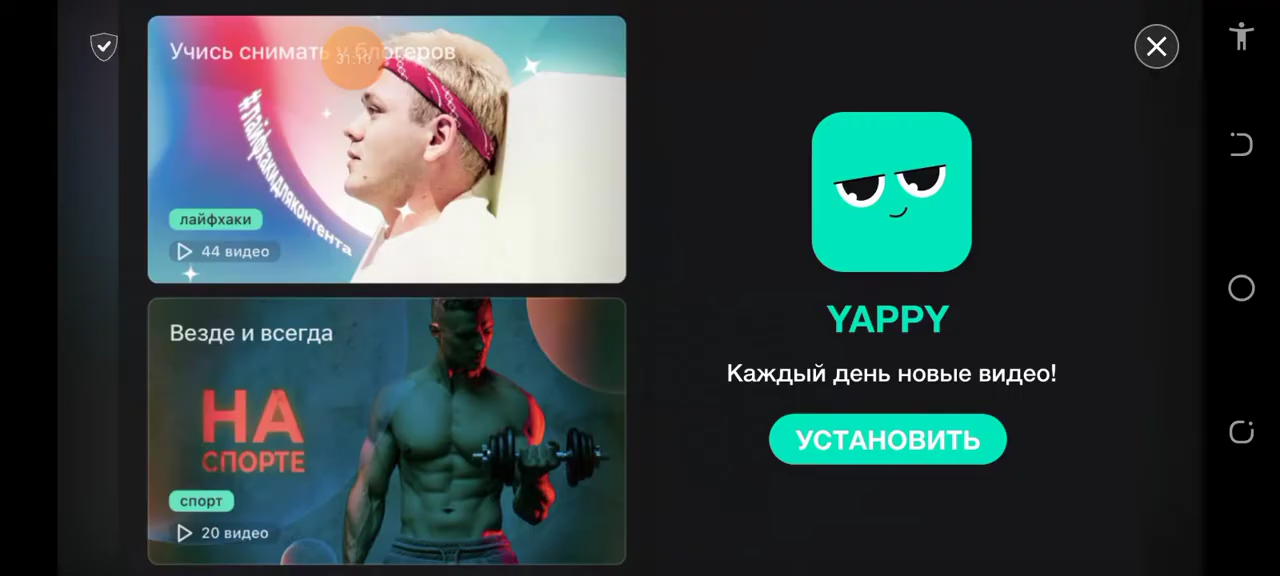 Учись снимать у блогеров
31:10
#лайфхакидляконтента
лайфхаки
44 видео
Везде и всегда
НА
СПОРТЕ
спорт
20 видео
YAPPY
Каждый день новые видео!
УСТАНОВИТЬ